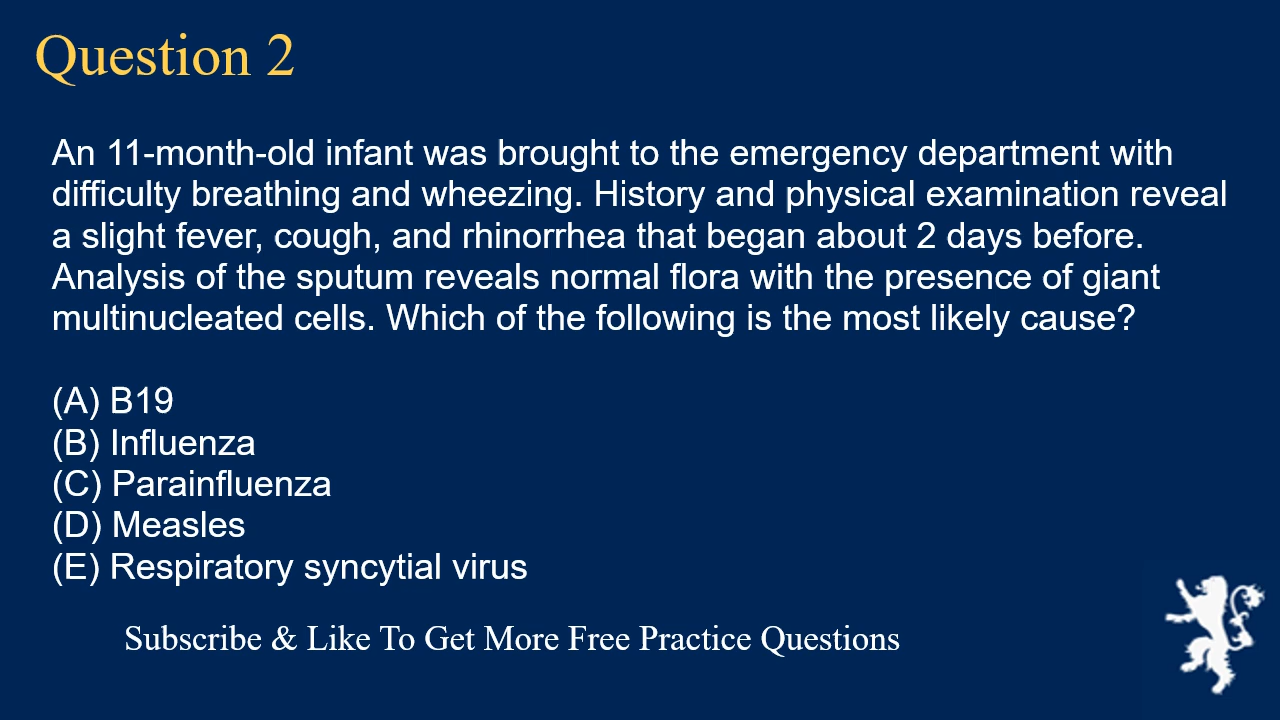 Question 2
An 11-month-old infant was brought to the emergency department with
difficulty breathing and wheezing. History and physical examination reveal
a slight fever, cough, and rhinorrhea that began about 2 days before.
Analysis of the sputum reveals normal flora with the presence of giant
multinucleated cells. Which of the following is the most likely cause?
(A) B19
(B) Influenza
(C) Parainfluenza
(D) Measles
(E) Respiratory syncytial virus
Subscribe & Like To Get More Free Practice Questions